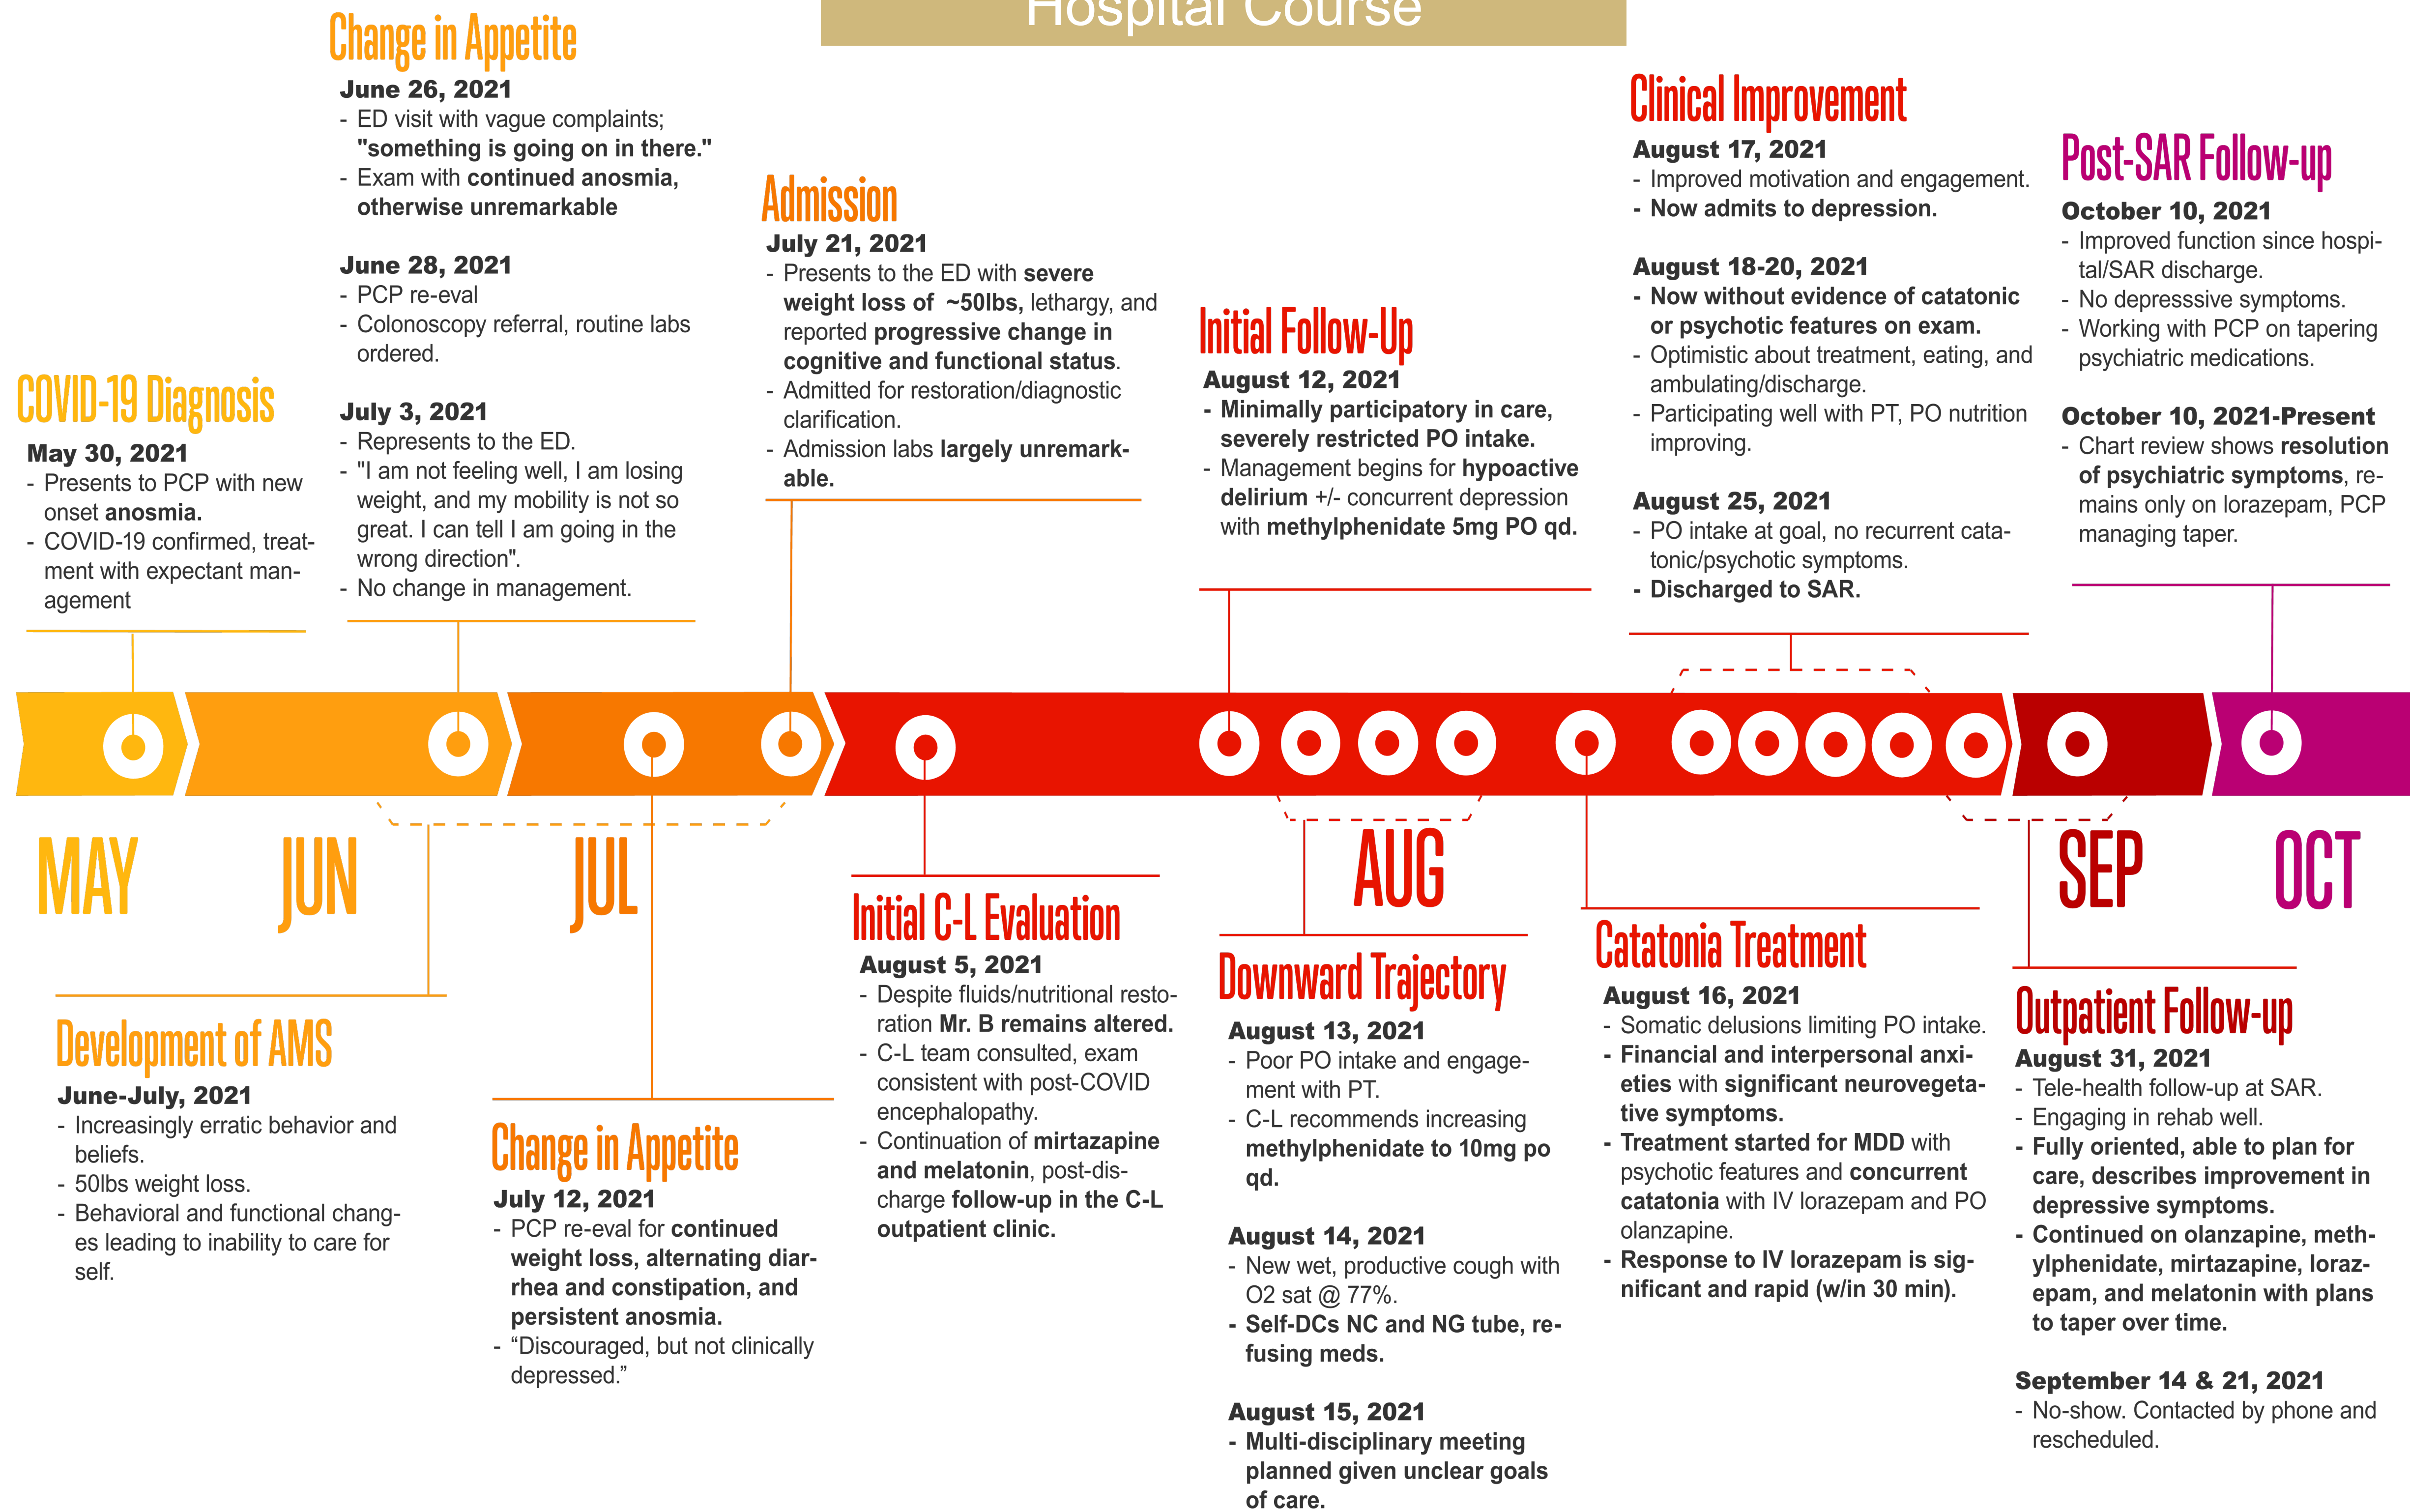 Hospital Course
Change in Appetite
June 26, 2021
- ED visit with vague complaints;
"something is going on in there."
- Exam with continued anosmia,
otherwise unremarkable
June 28, 2021
- PCP re-eval
- Colonoscopy referral, routine labs
ordered.
July 3, 2021
- Represents to the ED.
- "I am not feeling well, I am losing
weight, and my mobility is not so
great. I can tell I am going in the
wrong direction".
- No change in management.
COVID-19 Diagnosis
May 30, 2021
- Presents to PCP with new
onset anosmia.
- COVID-19 confirmed, treat-
ment with expectant man-
agement
Admission
July 21, 2021
- Presents to the ED with severe
weight loss of ~50lbs, lethargy, and
reported progressive change in
cognitive and functional status.
- Admitted for restoration/diagnostic
clarification.
- Admission labs largely unremark-
able.
Initial Follow-Up
August 12, 2021
- Minimally participatory in care,
severely restricted PO intake.
- Management begins for hypoactive
delirium +/- concurrent depression
with methylphenidate 5mg PO qd.
Clinical Improvement
August 17, 2021
- Improved motivation and engagement.
- Now admits to depression.
August 18-20, 2021
- Now without evidence of catatonic
or psychotic features on exam.
- Optimistic about treatment, eating, and
ambulating/discharge.
- Participating well with PT, PO nutrition
improving.
August 25, 2021
- PO intake at goal, no recurrent cata-
tonic/psychotic symptoms.
- Discharged to SAR.
Post-SAR Follow-up
October 10, 2021
- Improved function since hospi-
tal/SAR discharge.
- No depresssive symptoms.
- Working with PCP on tapering
psychiatric medications.
October 10, 2021-Present
- Chart review shows resolution
of psychiatric symptoms, re-
mains only on lorazepam, PCP
managing taper.
MAY
JUN
JUL
AUG
SEP
OCT
Development of AMS
June-July, 2021
- Increasingly erratic behavior and
beliefs.
- 50lbs weight loss.
- Behavioral and functional chang-
es leading to inability to care for
self.
Change in Appetite
July 12, 2021
- PCP re-eval for continued
weight loss, alternating diar-
rhea and constipation, and
persistent anosmia.
- “Discouraged, but not clinically
depressed.”
Initial C-L Evaluation
August 5, 2021
- Despite fluids/nutritional resto-
ration Mr. B remains altered.
- C-L team consulted, exam
consistent with post-COVID
encephalopathy.
- Continuation of mirtazapine
and melatonin, post-dis-
charge follow-up in the C-L
outpatient clinic.
Downward Trajectory
August 13, 2021
- Poor PO intake and engage-
ment with PT.
- C-L recommends increasing
methylphenidate to 10mg po
qd.
August 14, 2021
- New wet, productive cough with
O2 sat @ 77%.
- Self-DCs NC and NG tube, re-
fusing meds.
August 15, 2021
- Multi-disciplinary meeting
planned given unclear goals
of care.
Catatonia Treatment
August 16, 2021
- Somatic delusions limiting PO intake.
- Financial and interpersonal anxi-
eties with significant neurovegeta-
tive symptoms.
- Treatment started for MDD with
psychotic features and concurrent
catatonia with IV lorazepam and PO
olanzapine.
- Response to IV lorazepam is sig-
nificant and rapid (w/in 30 min).
Outpatient Follow-up
August 31, 2021
- Tele-health follow-up at SAR.
- Engaging in rehab well.
- Fully oriented, able to plan for
care, describes improvement in
depressive symptoms.
- Continued on olanzapine, meth-
ylphenidate, mirtazapine, loraz-
epam, and melatonin with plans
to taper over time.
September 14 & 21, 2021
- No-show. Contacted by phone and
rescheduled.